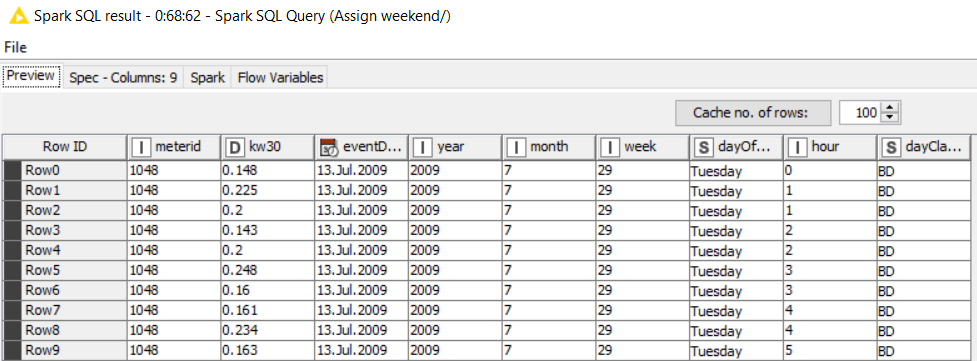 Spark SQL result - 0:68:62 - Spark SQL Query (Assign weekend/)
File
Preview Spec - Columns: 9 Spark Flow Variables
Cache no. of rows: 100
Row ID I meterid D kw30 eventD... I year I month I week S dayOf... I hour S dayCla...
Row0 1048 0.148 13.Jul.2009 2009 7 29 Tuesday 0 BD
Row1 1048 0.225 13.Jul.2009 2009 7 29 Tuesday 1 BD
Row2 1048 0.2 13.Jul.2009 2009 7 29 Tuesday 1 BD
Row3 1048 0.143 13.Jul.2009 2009 7 29 Tuesday 2 BD
Row4 1048 0.2 13.Jul.2009 2009 7 29 Tuesday 2 BD
Row5 1048 0.248 13.Jul.2009 2009 7 29 Tuesday 3 BD
Row6 1048 0.16 13.Jul.2009 2009 7 29 Tuesday 3 BD
Row7 1048 0.161 13.Jul.2009 2009 7 29 Tuesday 4 BD
Row8 1048 0.234 13.Jul.2009 2009 7 29 Tuesday 4 BD
Row9 1048 0.163 13.Jul.2009 2009 7 29 Tuesday 5 BD